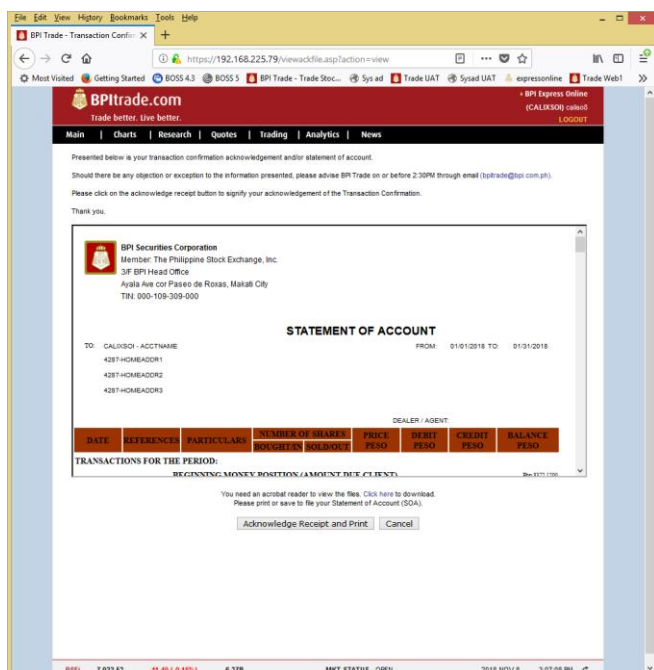 File Edit View History Bookmarks Tools Help
BPI Trade - Transaction Confirm
https://192.168.225.79/viewackfile.asp?action=view
Most Visited Getting Started BOSS 4.3 BOSS 5 BPI Trade - Trade Stoc... Sys ad Trade UAT Sysad UAT expressonline Trade Web1
BPItrade.com
Trade better. Live better.
BPI Express Online
(CALIXSOI)
LOGOUT
Main | Charts | Research | Quotes | Trading | Analytics | News
Presented below is your transaction confirmation acknowledgement and/or statement of account.
Should there be any objection or exception to the information presented, please advise BPI Trade on or before 2:30PM through email (bpitrade@bpi.com.ph).
Please click on the acknowledge receipt button to signify your acknowledgement of the Transaction Confirmation.
Thank you.
BPI Securities Corporation
Member: The Philippine Stock Exchange, Inc.
3/F BPI Head Office
Ayala Ave cor Paseo de Roxas, Makati City
TIN: 000-109-309-000
STATEMENT OF ACCOUNT
TO: CALIXSOI - ACCTNAME FROM: 01/01/2018 TO: 01/31/2018
4287-HOMEADDR1
4287-HOMEADDR2
4287-HOMEADDR3
DEALER / AGENT:
DATE REFERENCES PARTICULARS NUMBER OF SHARES BOUGHT/IN SOLD/OUT PRICE PESO DEBIT PESO CREDIT PESO BALANCE PESO
TRANSACTIONS FOR THE PERIOD:
BEGINNING MONEY POSITION (AMOUNT DUE CLIENT)
You need an acrobat reader to view the files. Click here to download.
Please print or save to file your Statement of Account (SOA).
Acknowledge Receipt and Print Cancel
MKT STATUS OPEN 2018 NOV 8